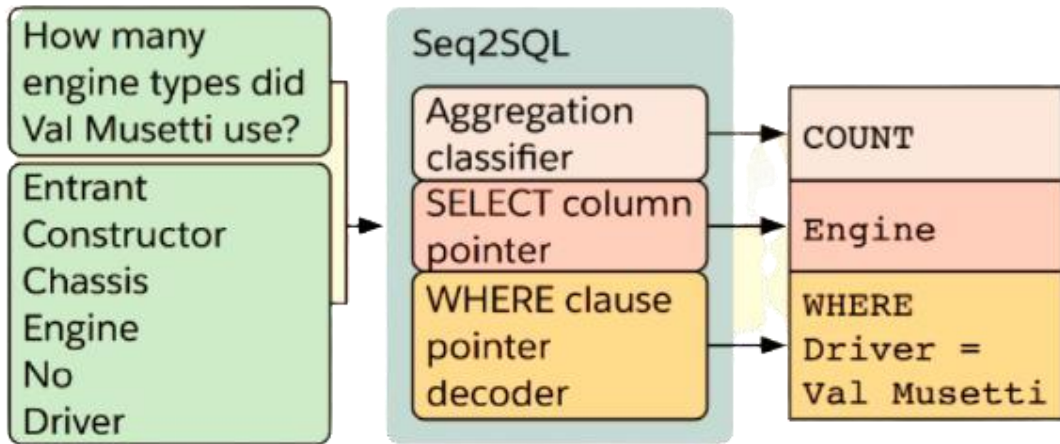 How many
engine types did
Val Musetti use?
Entrant
Constructor
Chassis
Engine
No
Driver
Seq2SQL
Aggregation
classifier
SELECT column
pointer
WHERE clause
pointer
decoder
COUNT
Engine
WHERE
Driver =
Val Musetti